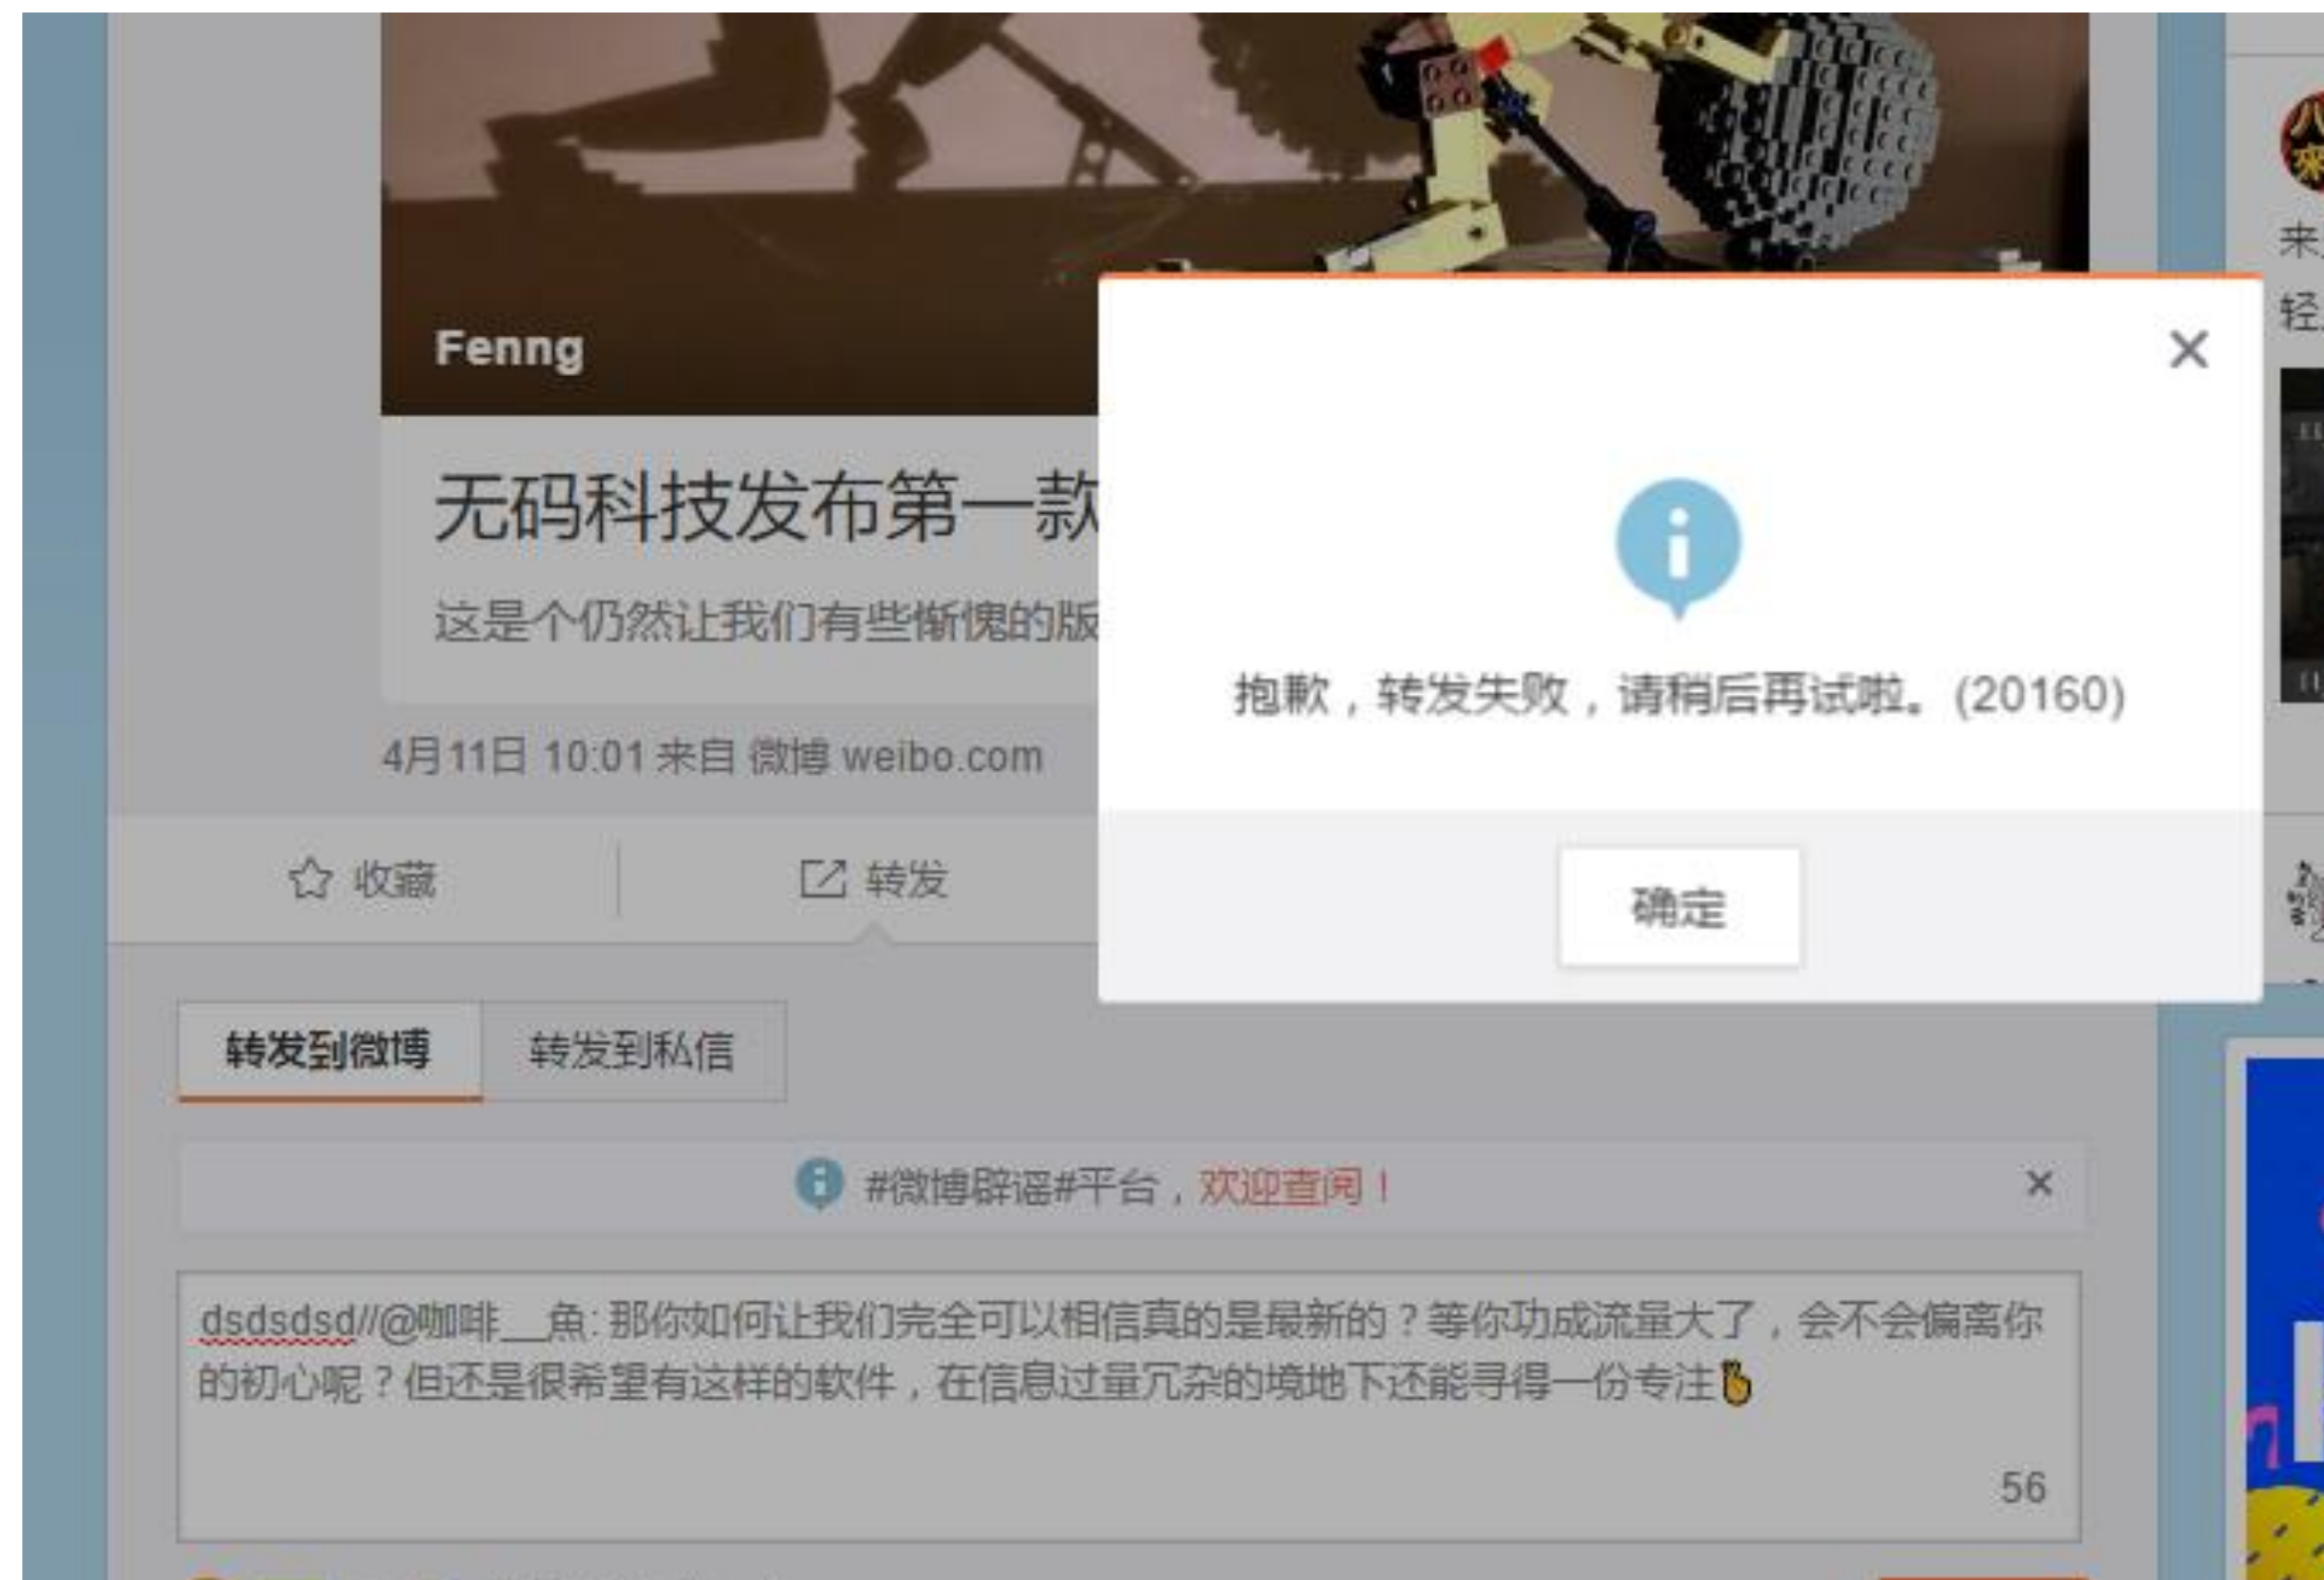 Fenng
无码科技发布第一款
这是个仍然让我们有些惭愧的版
4月11日 10:01 来自 微博 weibo.com
收藏
转发
抱歉，转发失败，请稍后再试啦。(20160)
确定
转发到微博
转发到私信
#微博辟谣#平台，欢迎查阅！
dsdsdsd//@咖啡__魚: 那你如何让我们完全可以相信真的是最新的？等你功成流量大了，会不会偏离你
的初心呢？但还是很希望有这样的软件，在信息过量冗杂的境地下还能寻得一份专注
56
来
轻